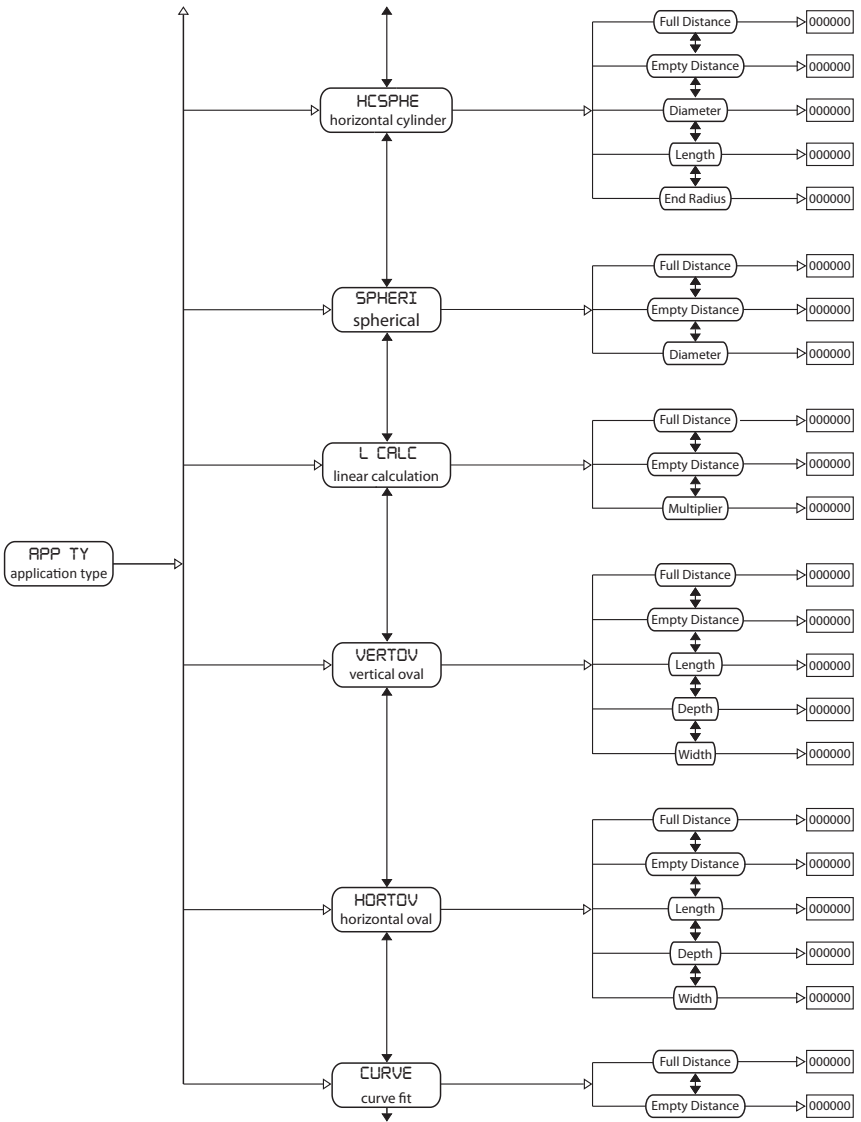 Full Distance 000000
Empty Distance 000000
HCSPHE
horizontal cylinder
Diameter 000000
Length 000000
End Radius 000000
Full Distance 000000
SPHERI
spherical
Empty Distance 000000
Diameter 000000
Full Distance 000000
L CALC
linear calculation
Empty Distance 000000
Multiplier 000000
APP TY
application type
Full Distance 000000
Empty Distance 000000
VERTOV
vertical oval
Length 000000
Depth 000000
Width 000000
Full Distance 000000
Empty Distance 000000
HORTOV
horizontal oval
Length 000000
Depth 000000
Width 000000
Full Distance 000000
CURVE
curve fit
Empty Distance 000000